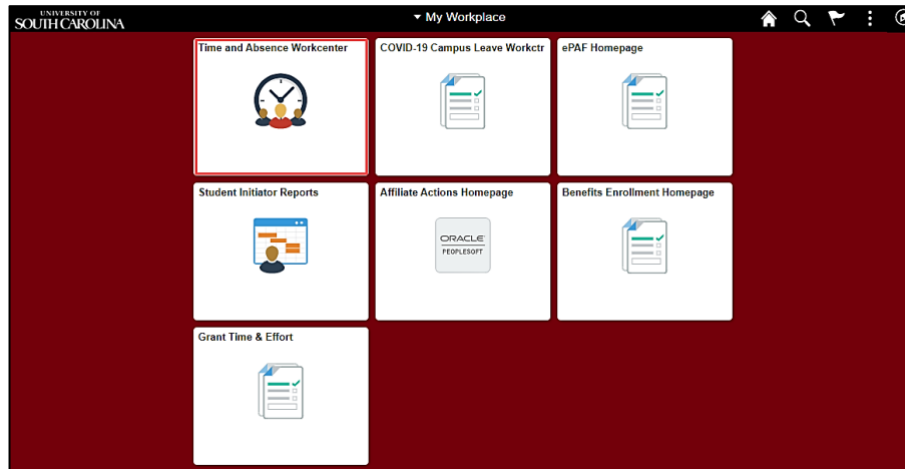 UNIVERSITY OF
SOUTH CAROLINA
My Workplace
Time and Absence Workcenter
COVID-19 Campus Leave Workctr
ePAF Homepage
Student Initiator Reports
Affiliate Actions Homepage
Benefits Enrollment Homepage
ORACLE'
PEOPLESOFT
Grant Time & Effort